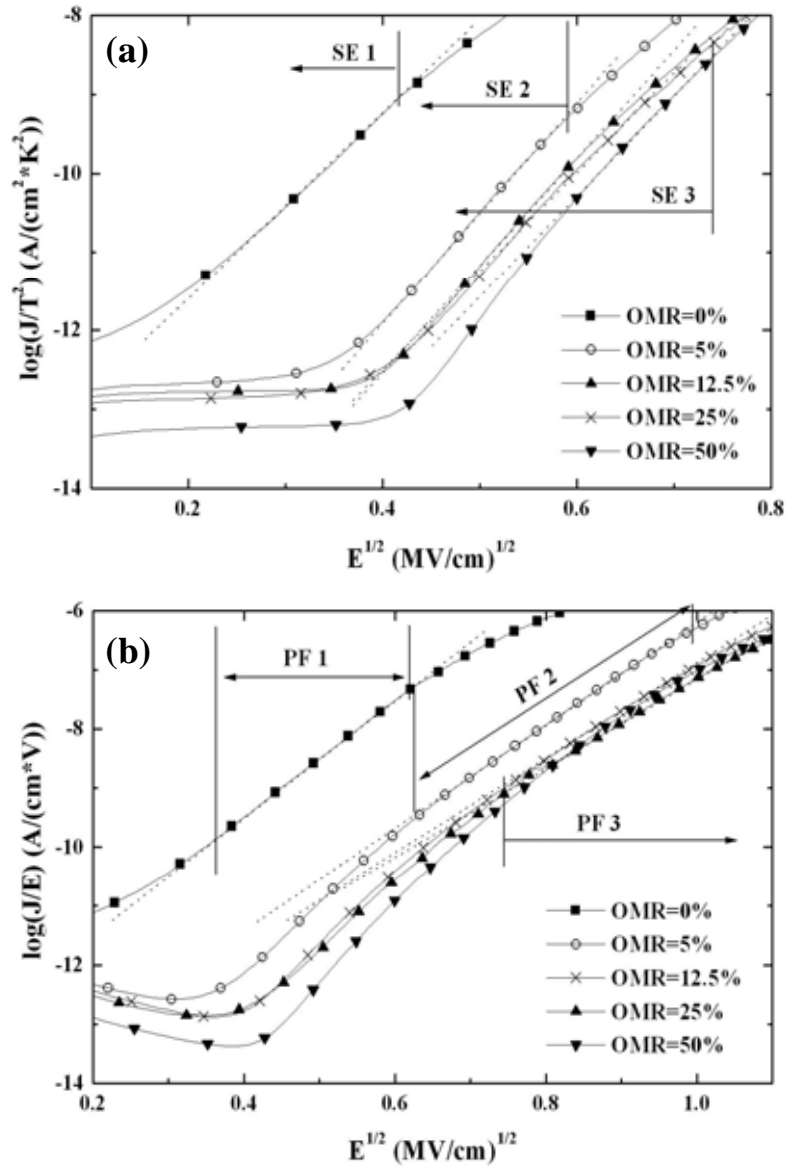 (a)
SE 1
SE 2
SE 3
log(J/T²) (A/(cm²*K²)
-8
-10
-12
-14
OMR=0%
OMR=5%
OMR=12.5%
OMR=25%
OMR=50%
0.2 0.4 0.6 0.8
E^1/2 (MV/cm)^1/2
(b)
PF 1
PF 2
PF 3
log(J/E) (A/(cm*V)
-6
-8
-10
-12
-14
OMR=0%
OMR=5%
OMR=12.5%
OMR=25%
OMR=50%
0.2 0.4 0.6 0.8 1.0
E^1/2 (MV/cm)^1/2